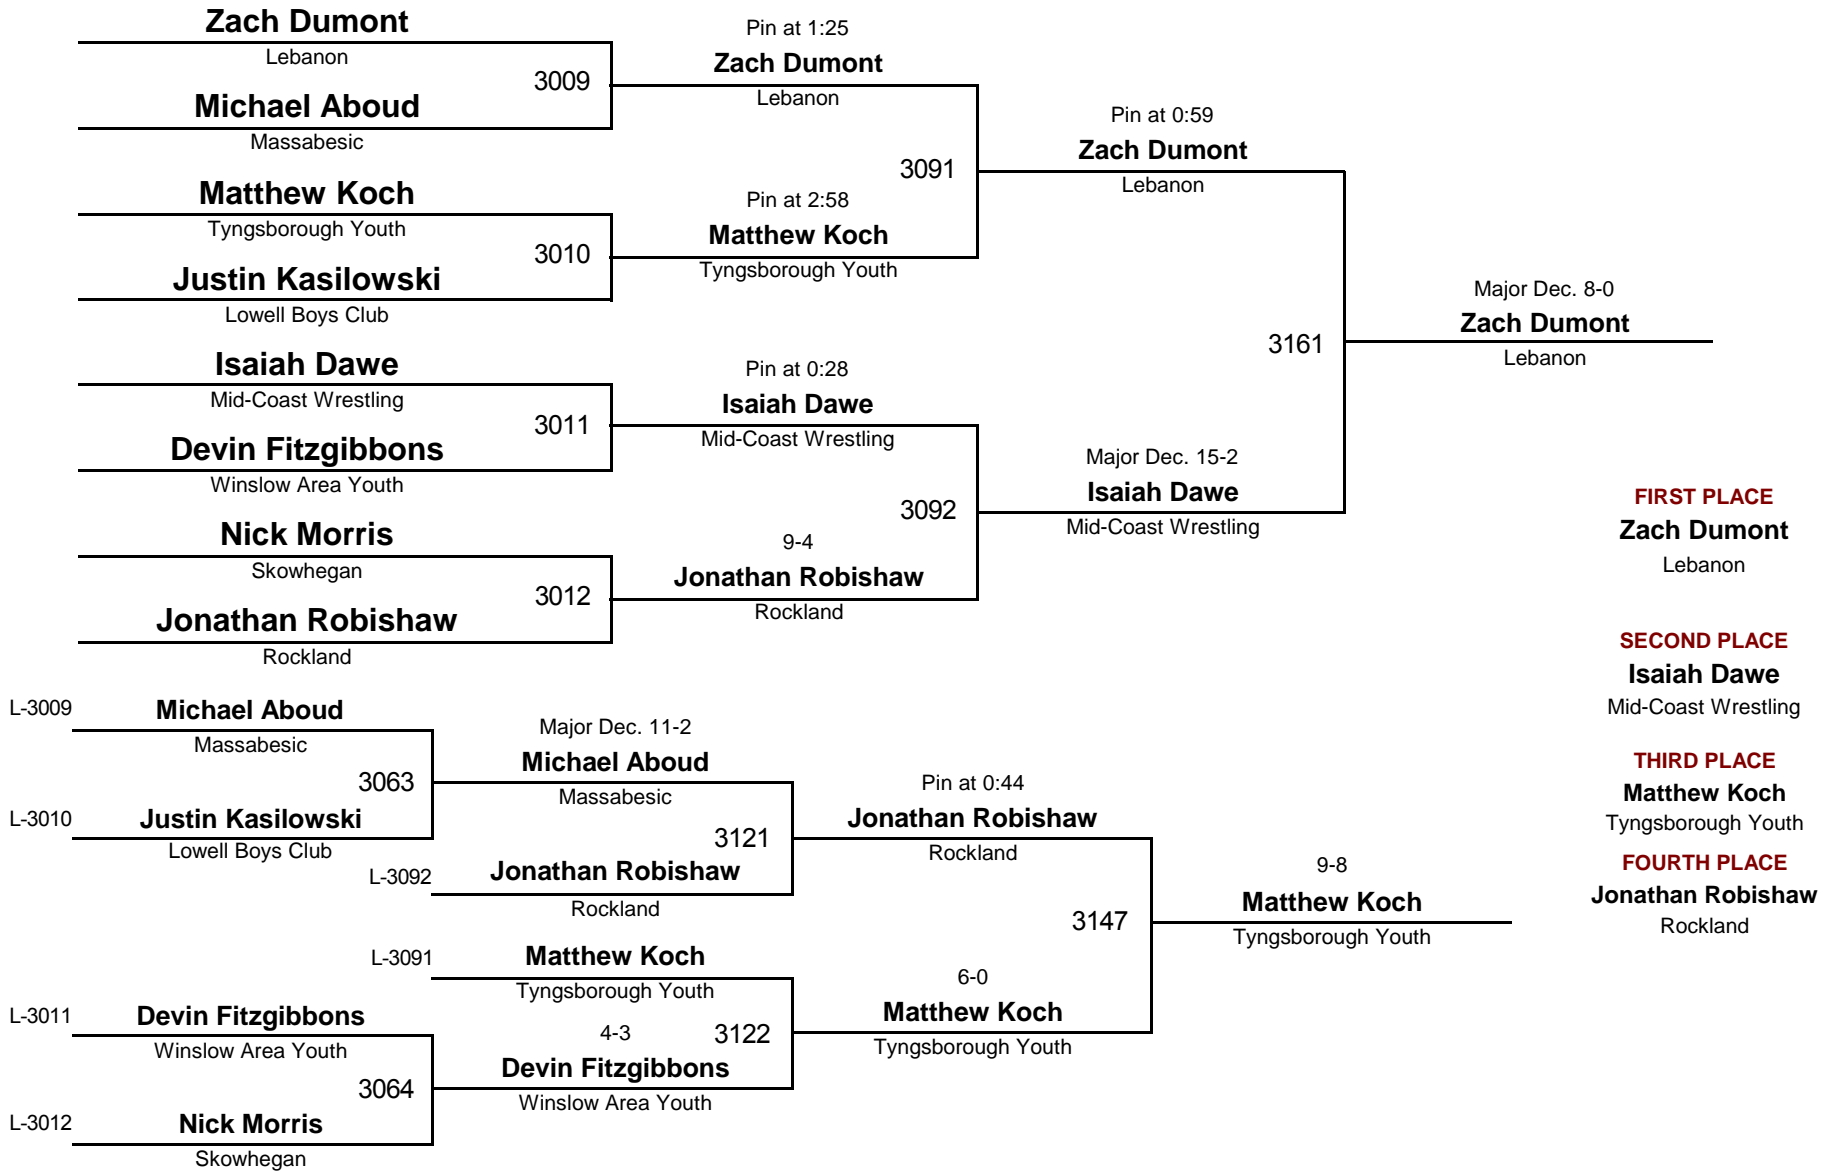 Zach Dumont
Lebanon
3009
Michael Aboud
Massabesic
Matthew Koch
Tyngsborough Youth
3010
Justin Kasilowski
Lowell Boys Club
Isaiah Dawe
Mid-Coast Wrestling
3011
Devin Fitzgibbons
Winslow Area Youth
Nick Morris
Skowhegan
3012
Jonathan Robishaw
Rockland
Pin at 1:25
Zach Dumont
Lebanon
3091
Pin at 2:58
Matthew Koch
Tyngsborough Youth
Pin at 0:28
Isaiah Dawe
Mid-Coast Wrestling
3092
9-4
Jonathan Robishaw
Rockland
Pin at 0:59
Zach Dumont
Lebanon
3161
Major Dec. 15-2
Isaiah Dawe
Mid-Coast Wrestling
Major Dec. 8-0
Zach Dumont
Lebanon
FIRST PLACE
Zach Dumont
Lebanon
SECOND PLACE
Isaiah Dawe
Mid-Coast Wrestling
THIRD PLACE
Matthew Koch
Tyngsborough Youth
FOURTH PLACE
Jonathan Robishaw
Rockland
L-3009 Michael Aboud
Massabesic
3063
L-3010 Justin Kasilowski
Lowell Boys Club
Major Dec. 11-2
Michael Aboud
Massabesic
3121
L-3092 Jonathan Robishaw
Rockland
L-3091 Matthew Koch
Tyngsborough Youth
3122
4-3
Devin Fitzgibbons
Winslow Area Youth
L-3011 Devin Fitzgibbons
Winslow Area Youth
3064
L-3012 Nick Morris
Skowhegan
Pin at 0:44
Jonathan Robishaw
Rockland
3147
6-0
Matthew Koch
Tyngsborough Youth
9-8
Matthew Koch
Tyngsborough Youth